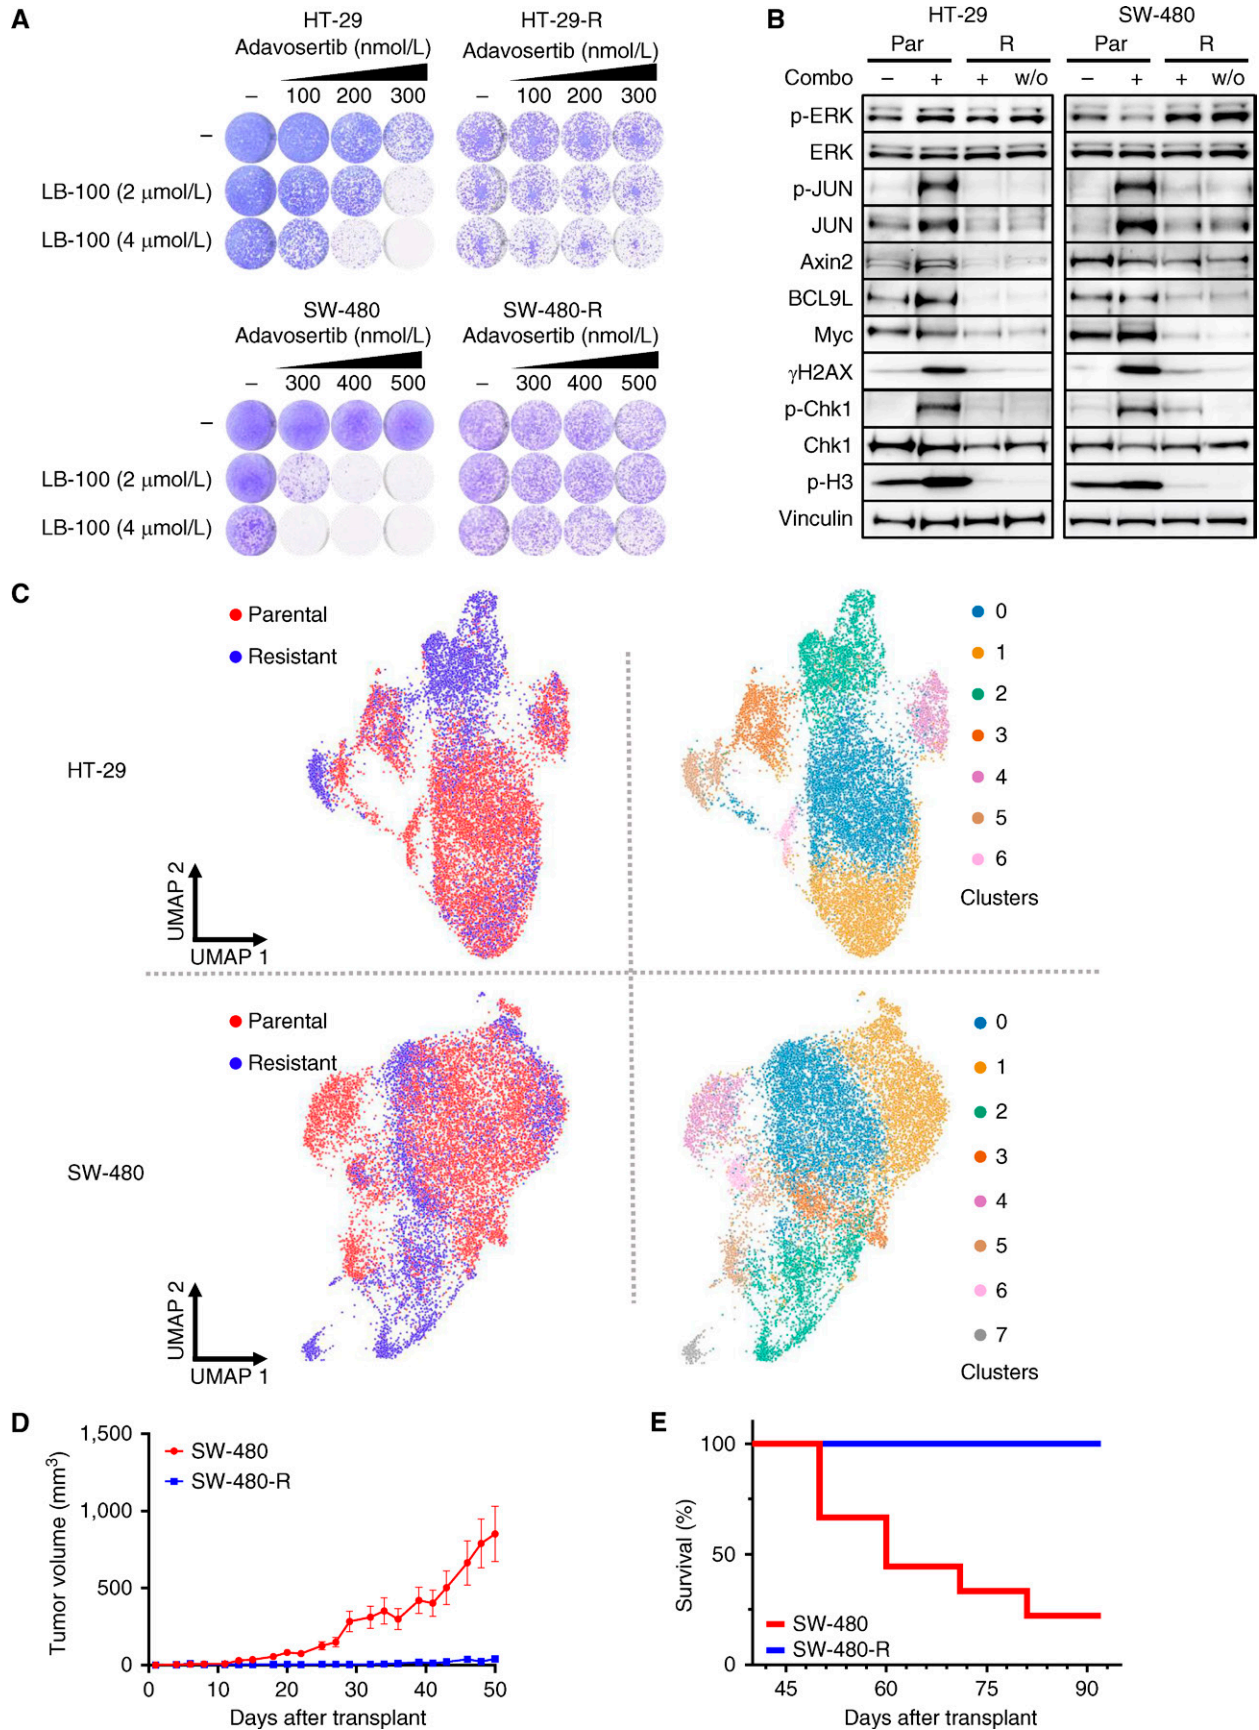 A
HT-29
Adavosertib (nmol/L)
– 100 200 300
–
LB-100 (2 μmol/L)
LB-100 (4 μmol/L)
HT-29-R
Adavosertib (nmol/L)
– 100 200 300
SW-480
Adavosertib (nmol/L)
– 300 400 500
–
LB-100 (2 μmol/L)
LB-100 (4 μmol/L)
SW-480-R
Adavosertib (nmol/L)
– 300 400 500
B
HT-29 SW-480
Par R Par R
Combo – + + w/o – + + w/o
p-ERK
ERK
p-JUN
JUN
Axin2
BCL9L
Myc
γH2AX
p-Chk1
Chk1
p-H3
Vinculin
C
Parental
Resistant
HT-29
UMAP 2
UMAP 1
0
1
2
3
4
5
6
Clusters
Parental
Resistant
SW-480
UMAP 2
UMAP 1
0
1
2
3
4
5
6
7
Clusters
D
Tumor volume (mm³)
1,500
1,000
500
0
SW-480
SW-480-R
0 10 20 30 40 50
Days after transplant
E
Survival (%)
100
50
0
SW-480
SW-480-R
45 60 75 90
Days after transplant